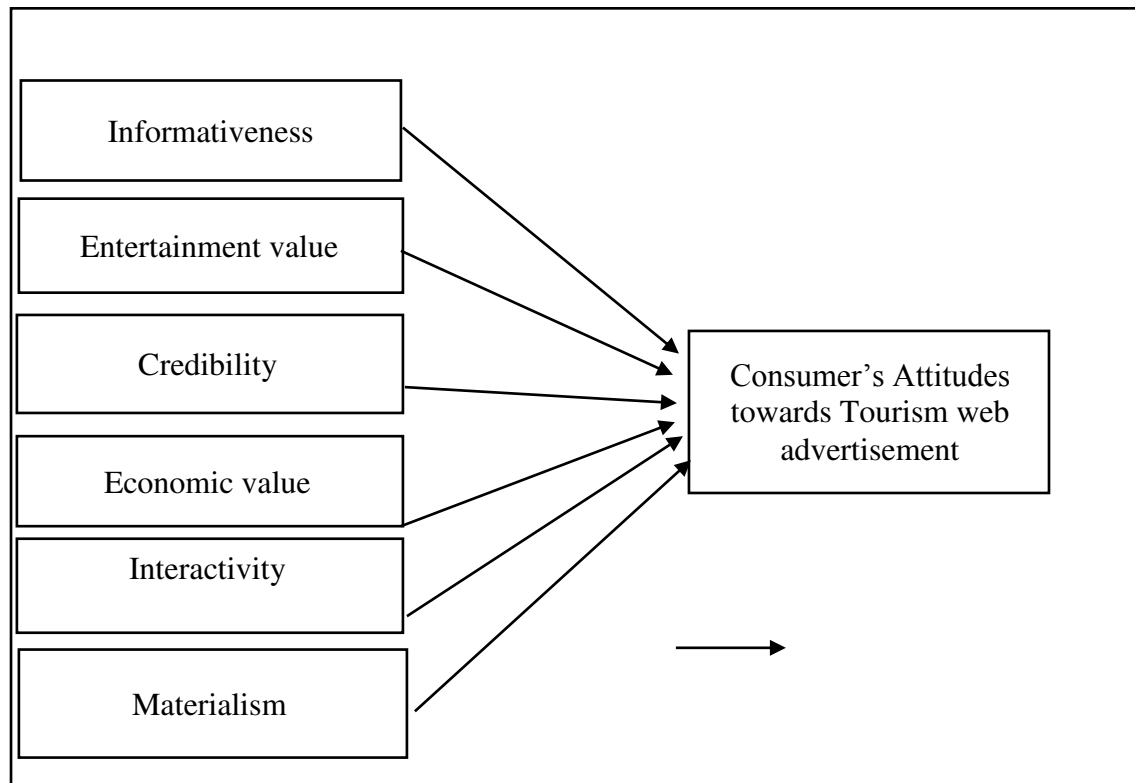 Informativeness
Entertainment value
Credibility
Economic value
Interactivity
Materialism
Consumer’s Attitudes
towards Tourism web
advertisement